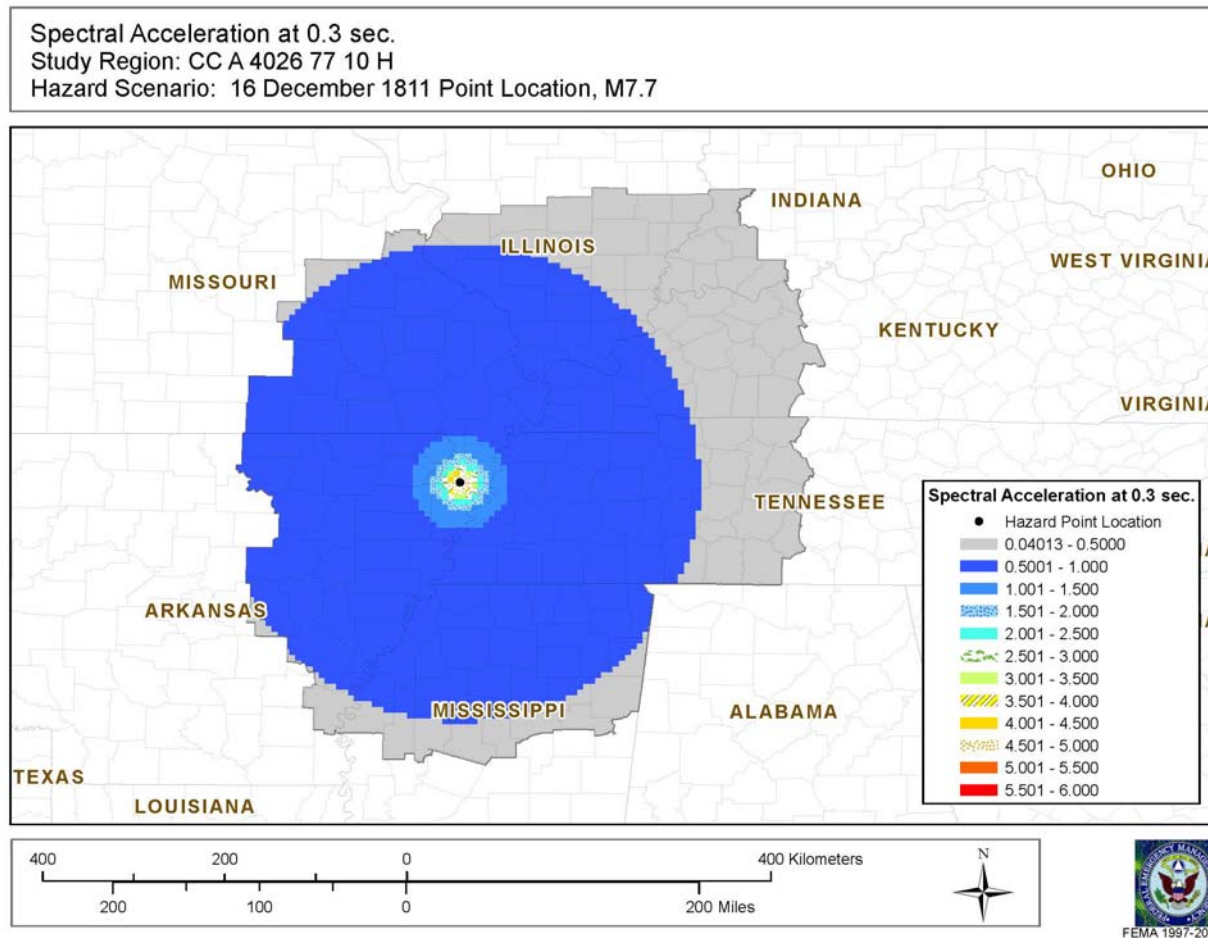 Spectral Acceleration at 0.3 sec.
Study Region: CC A 4026 77 10 H
Hazard Scenario: 16 December 1811 Point Location, M7.7
OHIO
INDIANA
ILLINOIS
WEST VIRGINIA
MISSOURI
KENTUCKY
VIRGINIA
TENNESSEE
ARKANSAS
MISSISSIPPI
ALABAMA
TEXAS
LOUISIANA
Spectral Acceleration at 0.3 sec.
Hazard Point Location
0.04013 - 0.5000
0.5001 - 1.000
1.001 - 1.500
1.501 - 2.000
2.001 - 2.500
2.501 - 3.000
3.001 - 3.500
3.501 - 4.000
4.001 - 4.500
4.501 - 5.000
5.001 - 5.500
5.501 - 6.000
400 200 0 400 Kilometers
200 100 0 200 Miles
N
FEMA 1997-20